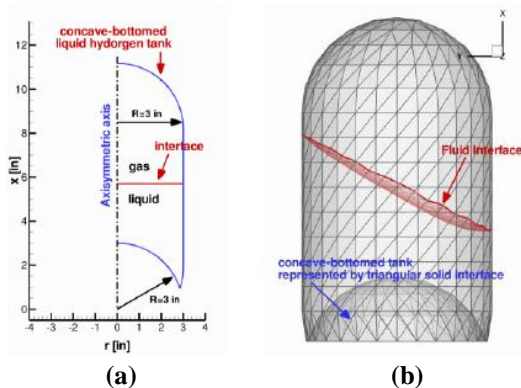 concave-bottomed
liquid hydorgen tank
x [in]
12
10
8
6
4
2
0
Axisymmetric axis
R=3 in
interface
gas
liquid
R=3 in
-4 -3 -2 -1 0 1 2 3 4
r [in]
(a)
X
Y
Z
Fluid Interface
concave-bottomed tank
represented by triangular solid interface
(b)